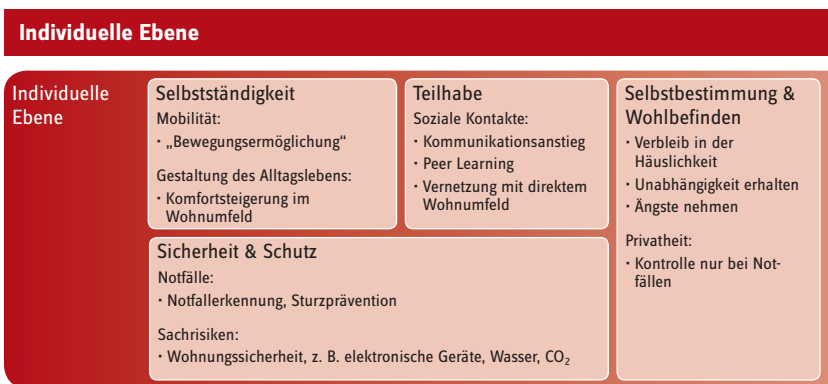 Individuelle Ebene
Individuelle
Ebene
Selbstständigkeit
Mobilität:
· „Bewegungsermöglichung“
Gestaltung des Alltagslebens:
· Komfortsteigerung im
Wohnumfeld
Teilhabe
Soziale Kontakte:
· Kommunikationsanstieg
· Peer Learning
· Vernetzung mit direktem
Wohnumfeld
Selbstbestimmung &
Wohlbefinden
· Verbleib in der
Häuslichkeit
· Unabhängigkeit erhalten
· Ängste nehmen
Privatheit:
· Kontrolle nur bei Not-
fällen
Sicherheit & Schutz
Notfälle:
· Notfallerkennung, Sturzprävention
Sachrisiken:
· Wohnungssicherheit, z. B. elektronische Geräte, Wasser, CO₂